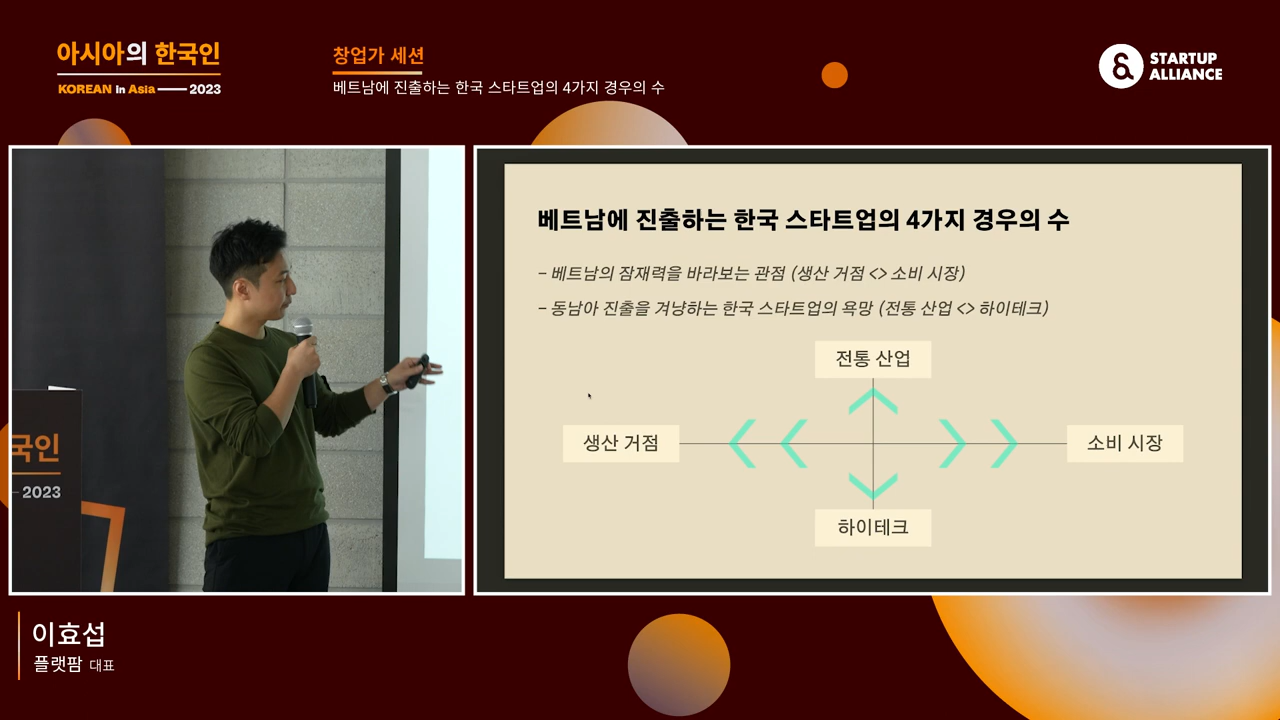 아시아의 한국인
KOREAN in Asia 2023
창업가 세션
베트남에 진출하는 한국 스타트업의 4가지 경우의 수
STARTUP
ALLIANCE
국인
2023
베트남에 진출하는 한국 스타트업의 4가지 경우의 수
– 베트남의 잠재력을 바라보는 관점 (생산 거점 <> 소비 시장)
– 동남아 진출을 겨냥하는 한국 스타트업의 욕망 (전통 산업 <> 하이테크)
전통 산업
생산 거점
소비 시장
하이테크
이효섭
플랫팜 대표